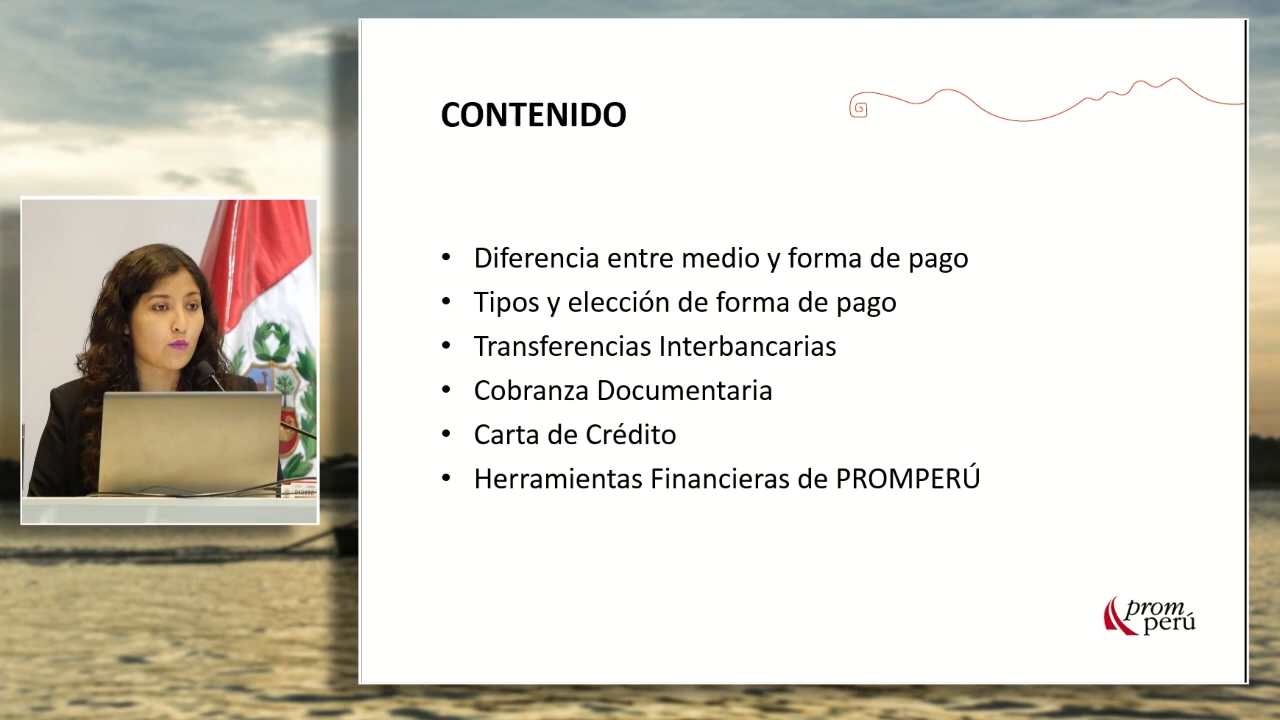 CONTENIDO
• Diferencia entre medio y forma de pago
• Tipos y elección de forma de pago
• Transferencias Interbancarias
• Cobranza Documentaria
• Carta de Crédito
• Herramientas Financieras de PROMPERÚ
prom
perú